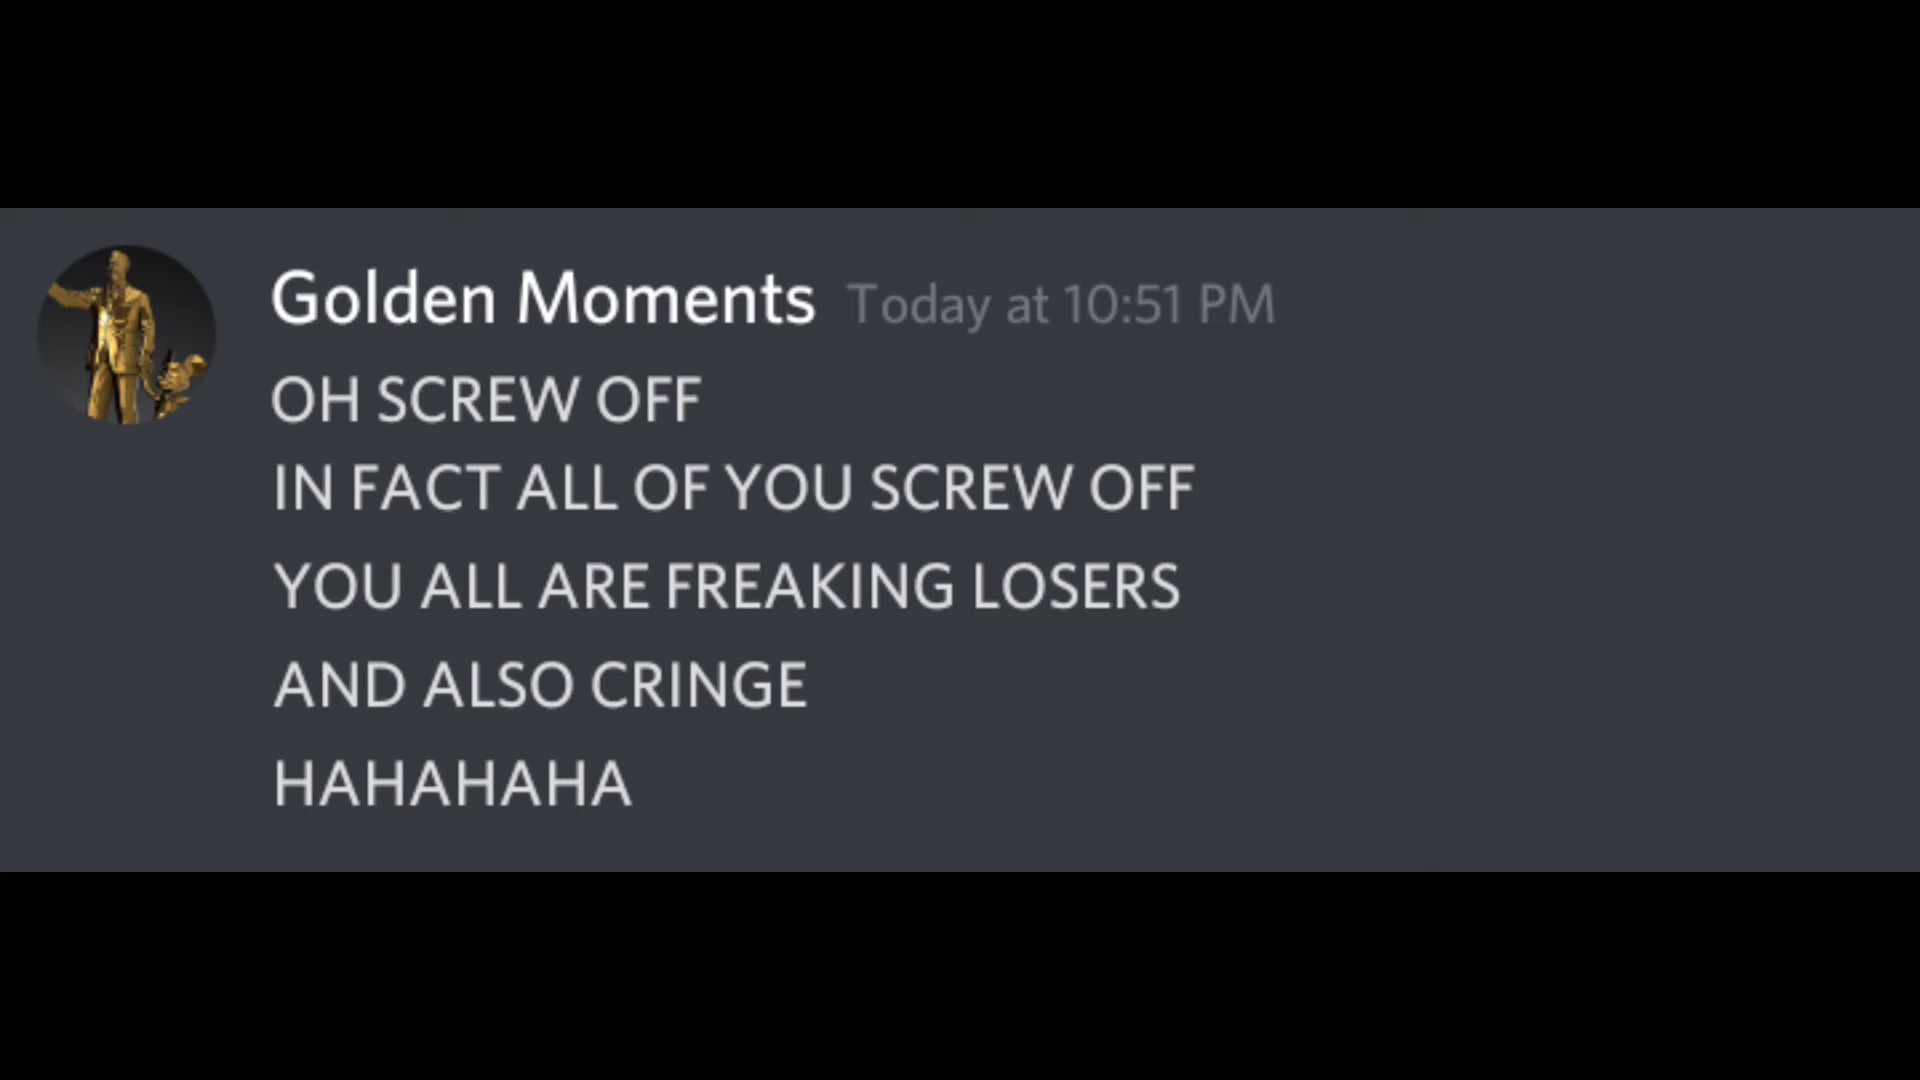 Golden Moments Today at 10:51 PM
OH SCREW OFF
IN FACT ALL OF YOU SCREW OFF
YOU ALL ARE FREAKING LOSERS
AND ALSO CRINGE
HAHAHAHA